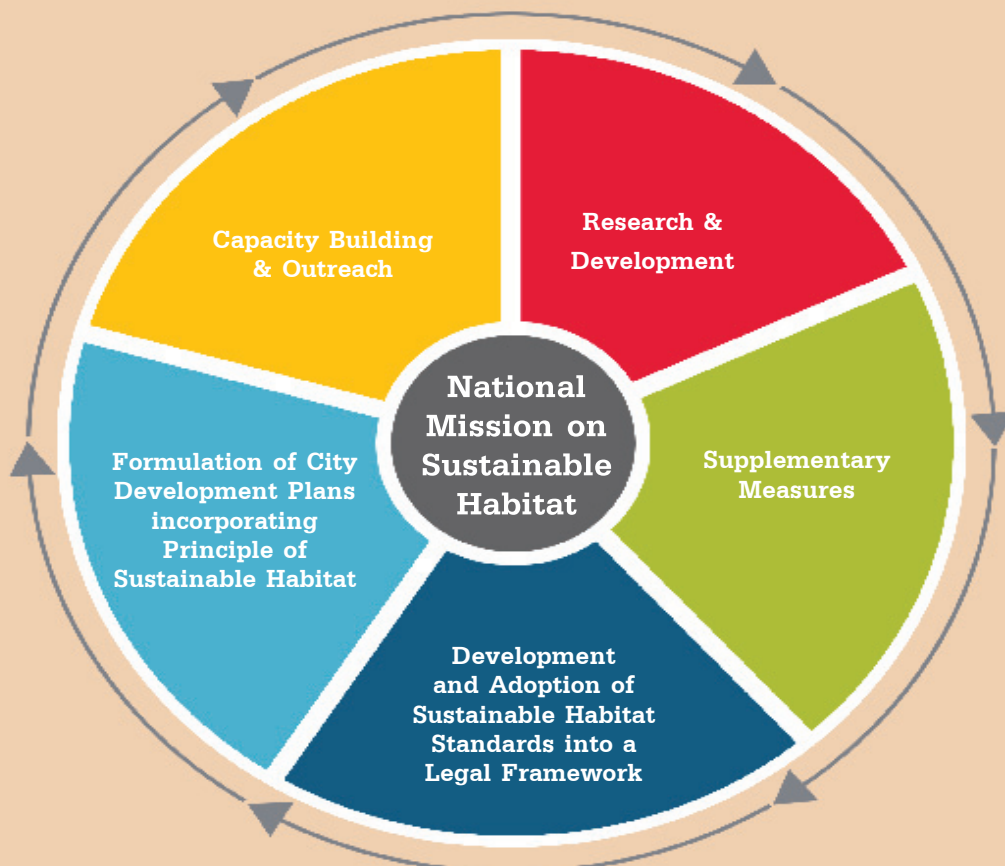 Capacity Building
& Outreach
Research &
Development
National
Mission on
Sustainable
Habitat
Supplementary
Measures
Formulation of City
Development Plans
incorporating
Principle of
Sustainable Habitat
Development
and Adoption of
Sustainable Habitat
Standards into a
Legal Framework